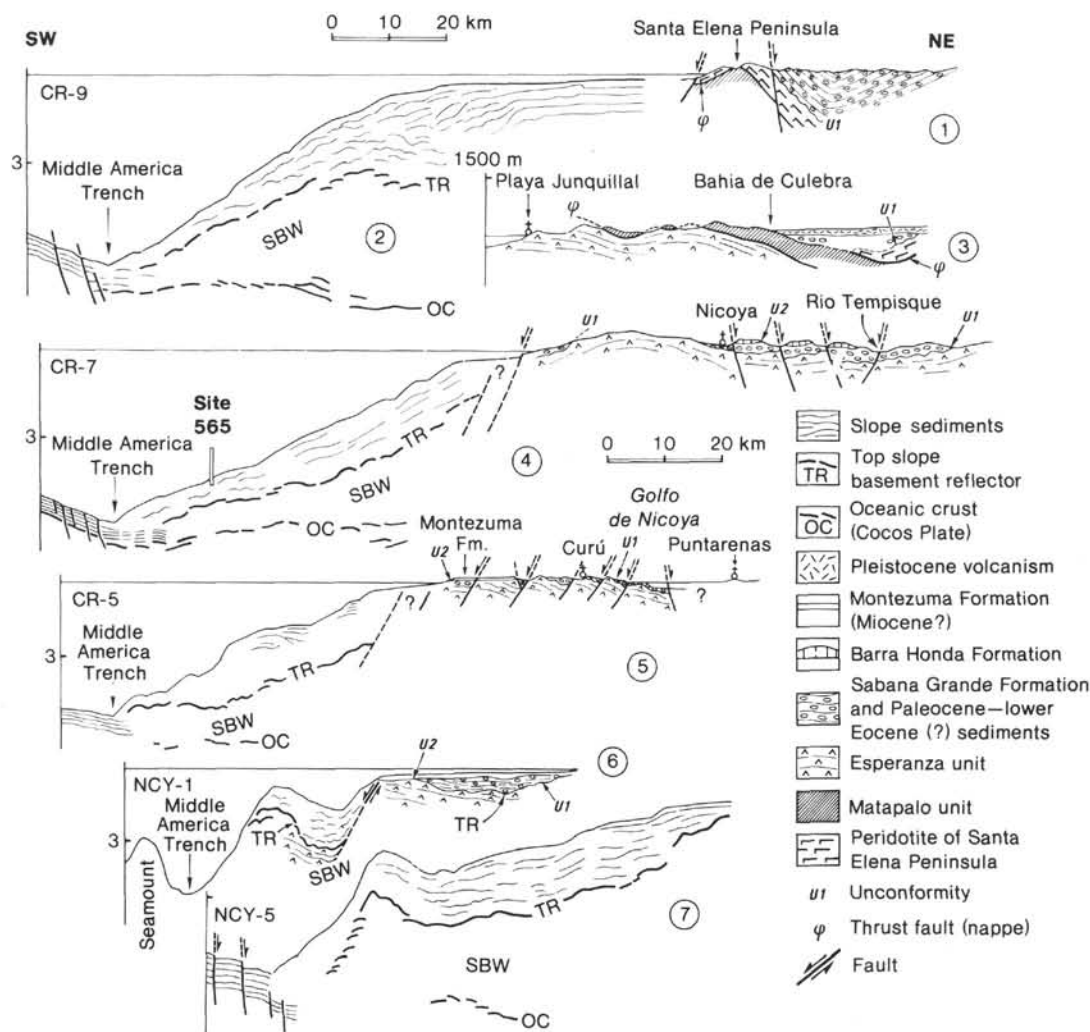 0 10 20 km
SW
Santa Elena Peninsula
NE
CR-9
φ
U1
1
3
Middle America
Trench
1500 m
TR
Playa Junquillal
Bahia de Culebra
φ
U1
SBW
2
3
φ
OC
Nicoya
U2
Rio Tempisque
U1
U1
CR-7
?
Site
565
3
Middle America
Trench
TR
4
0 10 20 km
SBW
OC
Golfo
de Nicoya
Montezuma
Fm.
Curú
U1
Puntarenas
U2
CR-5
?
?
Middle
America
Trench
3
TR
5
SBW
OC
U2
6
NCY-1
Middle
America
Trench
TR
TR
U1
3
SBW
Seamount
NCY-5
TR
7
SBW
OC
Slope sediments
TR
Top slope
basement reflector
OC
Oceanic crust
(Cocos Plate)
Pleistocene volcanism
Montezuma Formation
(Miocene?)
Barra Honda Formation
Sabana Grande Formation
and Paleocene—lower
Eocene (?) sediments
Esperanza unit
Matapalo unit
Peridotite of Santa
Elena Peninsula
U1 Unconformity
φ Thrust fault (nappe)
Fault